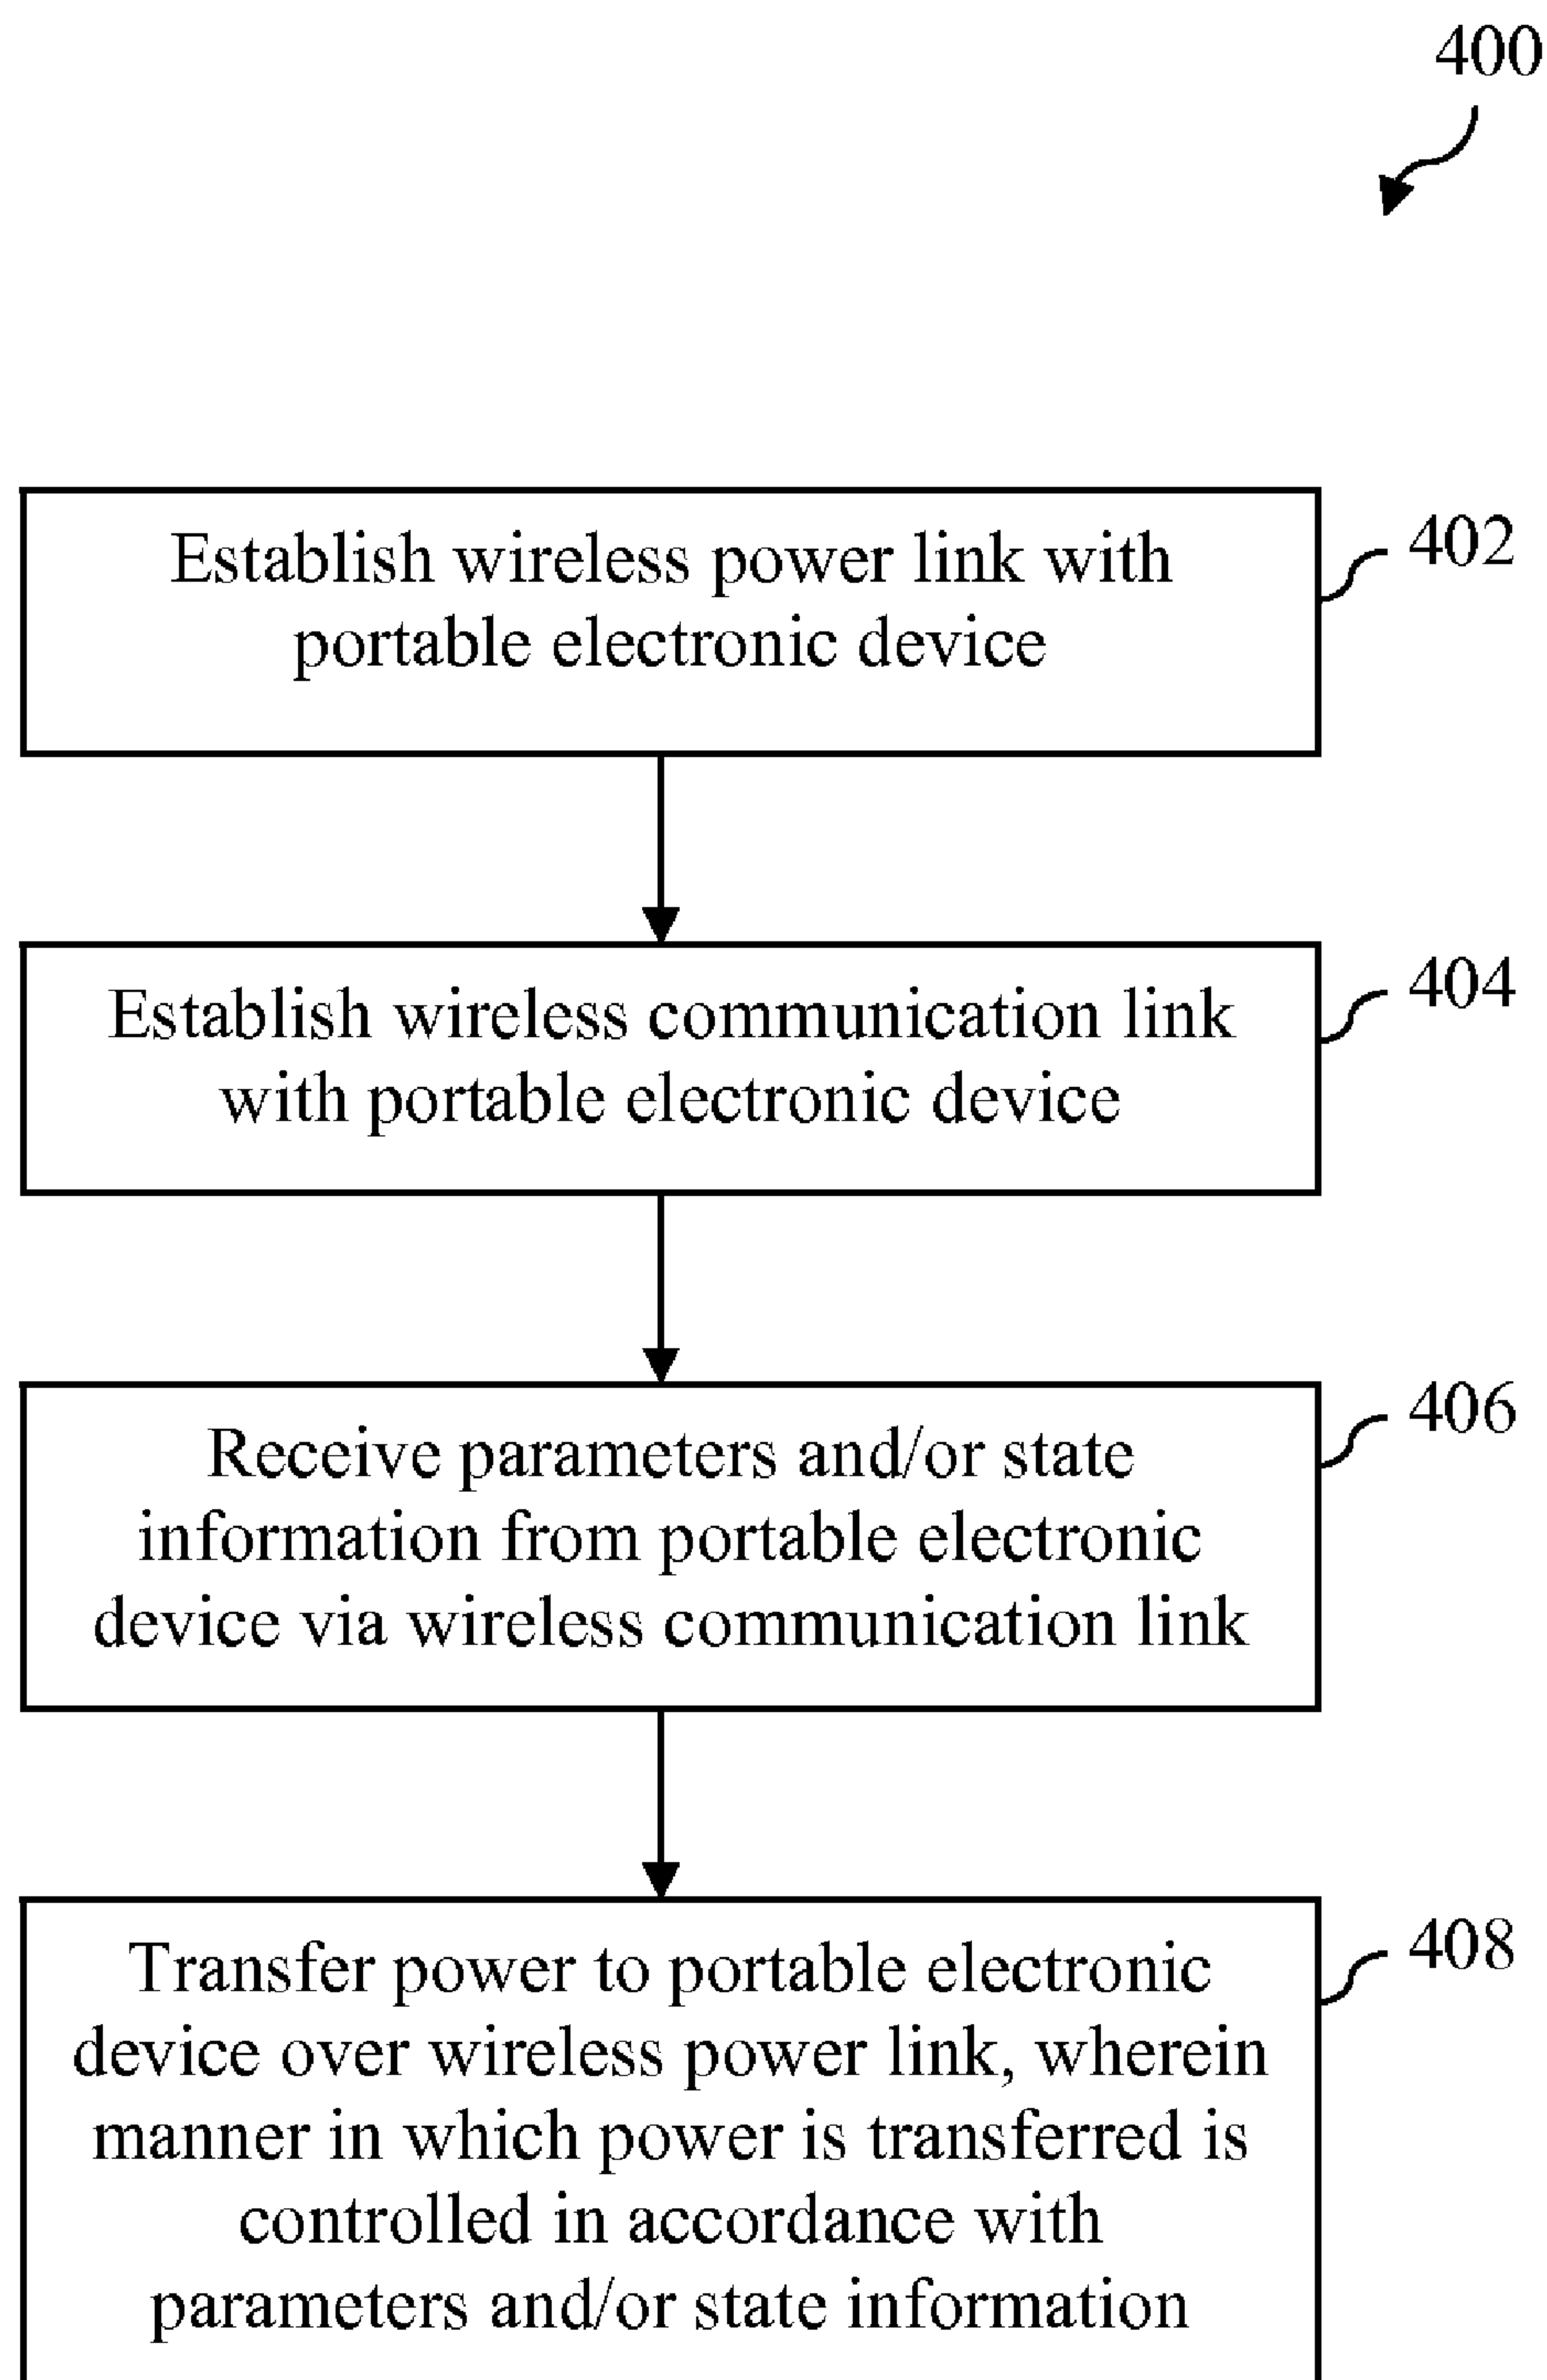 400
Establish wireless power link with
portable electronic device
402
Establish wireless communication link
with portable electronic device
404
Receive parameters and/or state
information from portable electronic
device via wireless communication link
406
Transfer power to portable electronic
device over wireless power link, wherein
manner in which power is transferred is
controlled in accordance with
parameters and/or state information
408